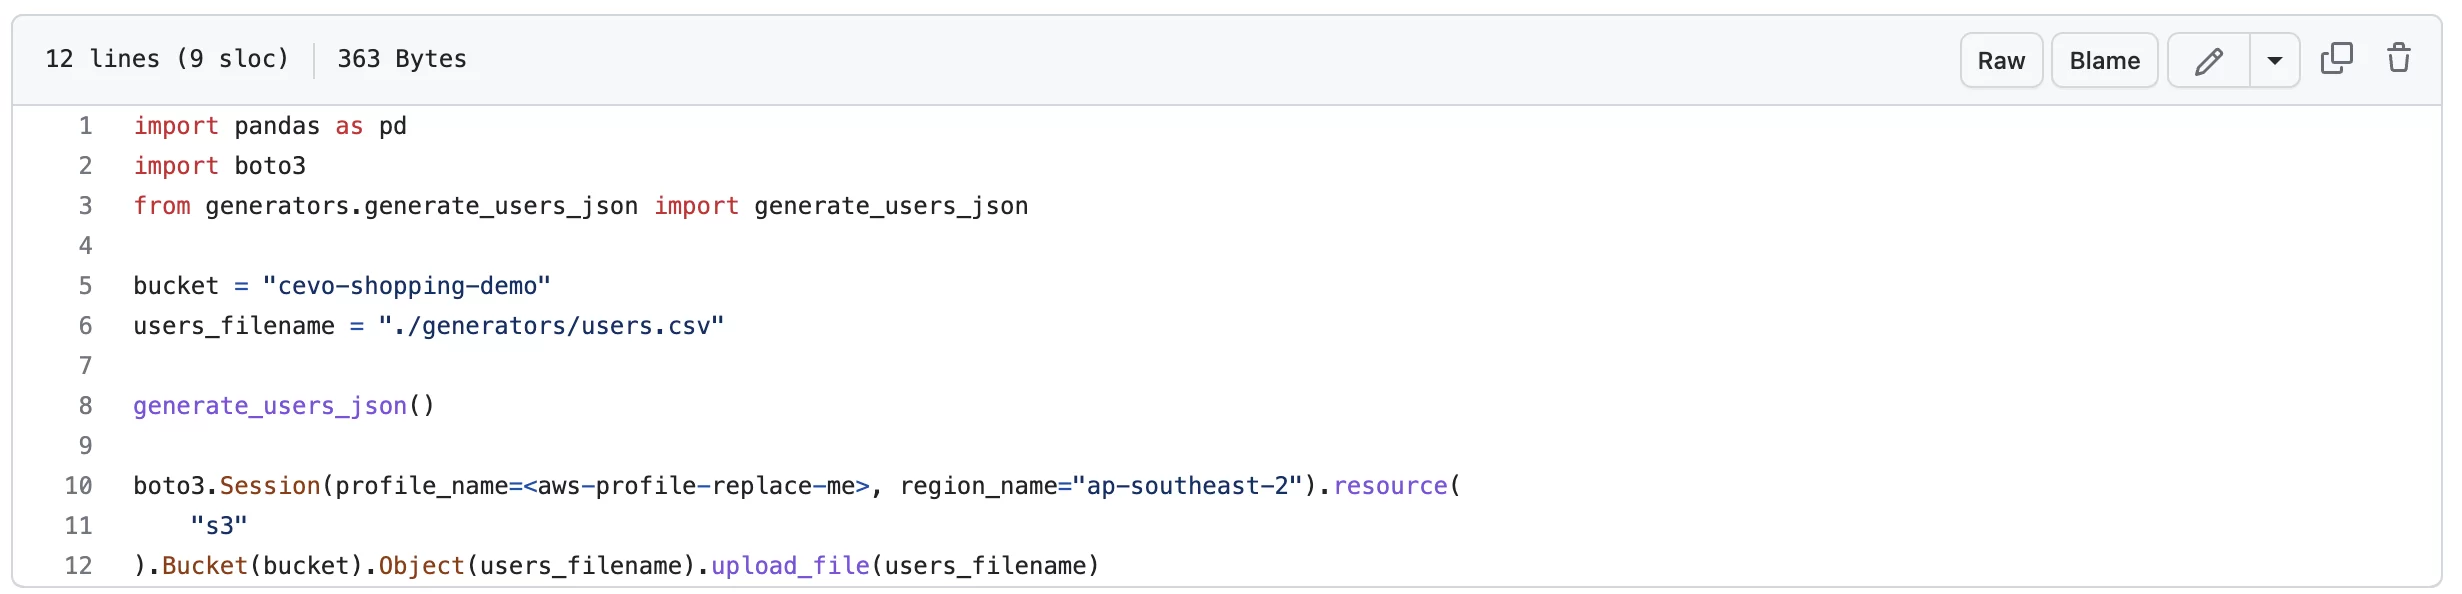 12 lines (9 sloc) 363 Bytes Raw Blame
1 import pandas as pd
2 import boto3
3 from generators.generate_users_json import generate_users_json
4
5 bucket = "cevo-shopping-demo"
6 users_filename = "./generators/users.csv"
7
8 generate_users_json()
9
10 boto3.Session(profile_name=<aws-profile-replace-me>, region_name="ap-southeast-2").resource(
11     "s3"
12 ).Bucket(bucket).Object(users_filename).upload_file(users_filename)